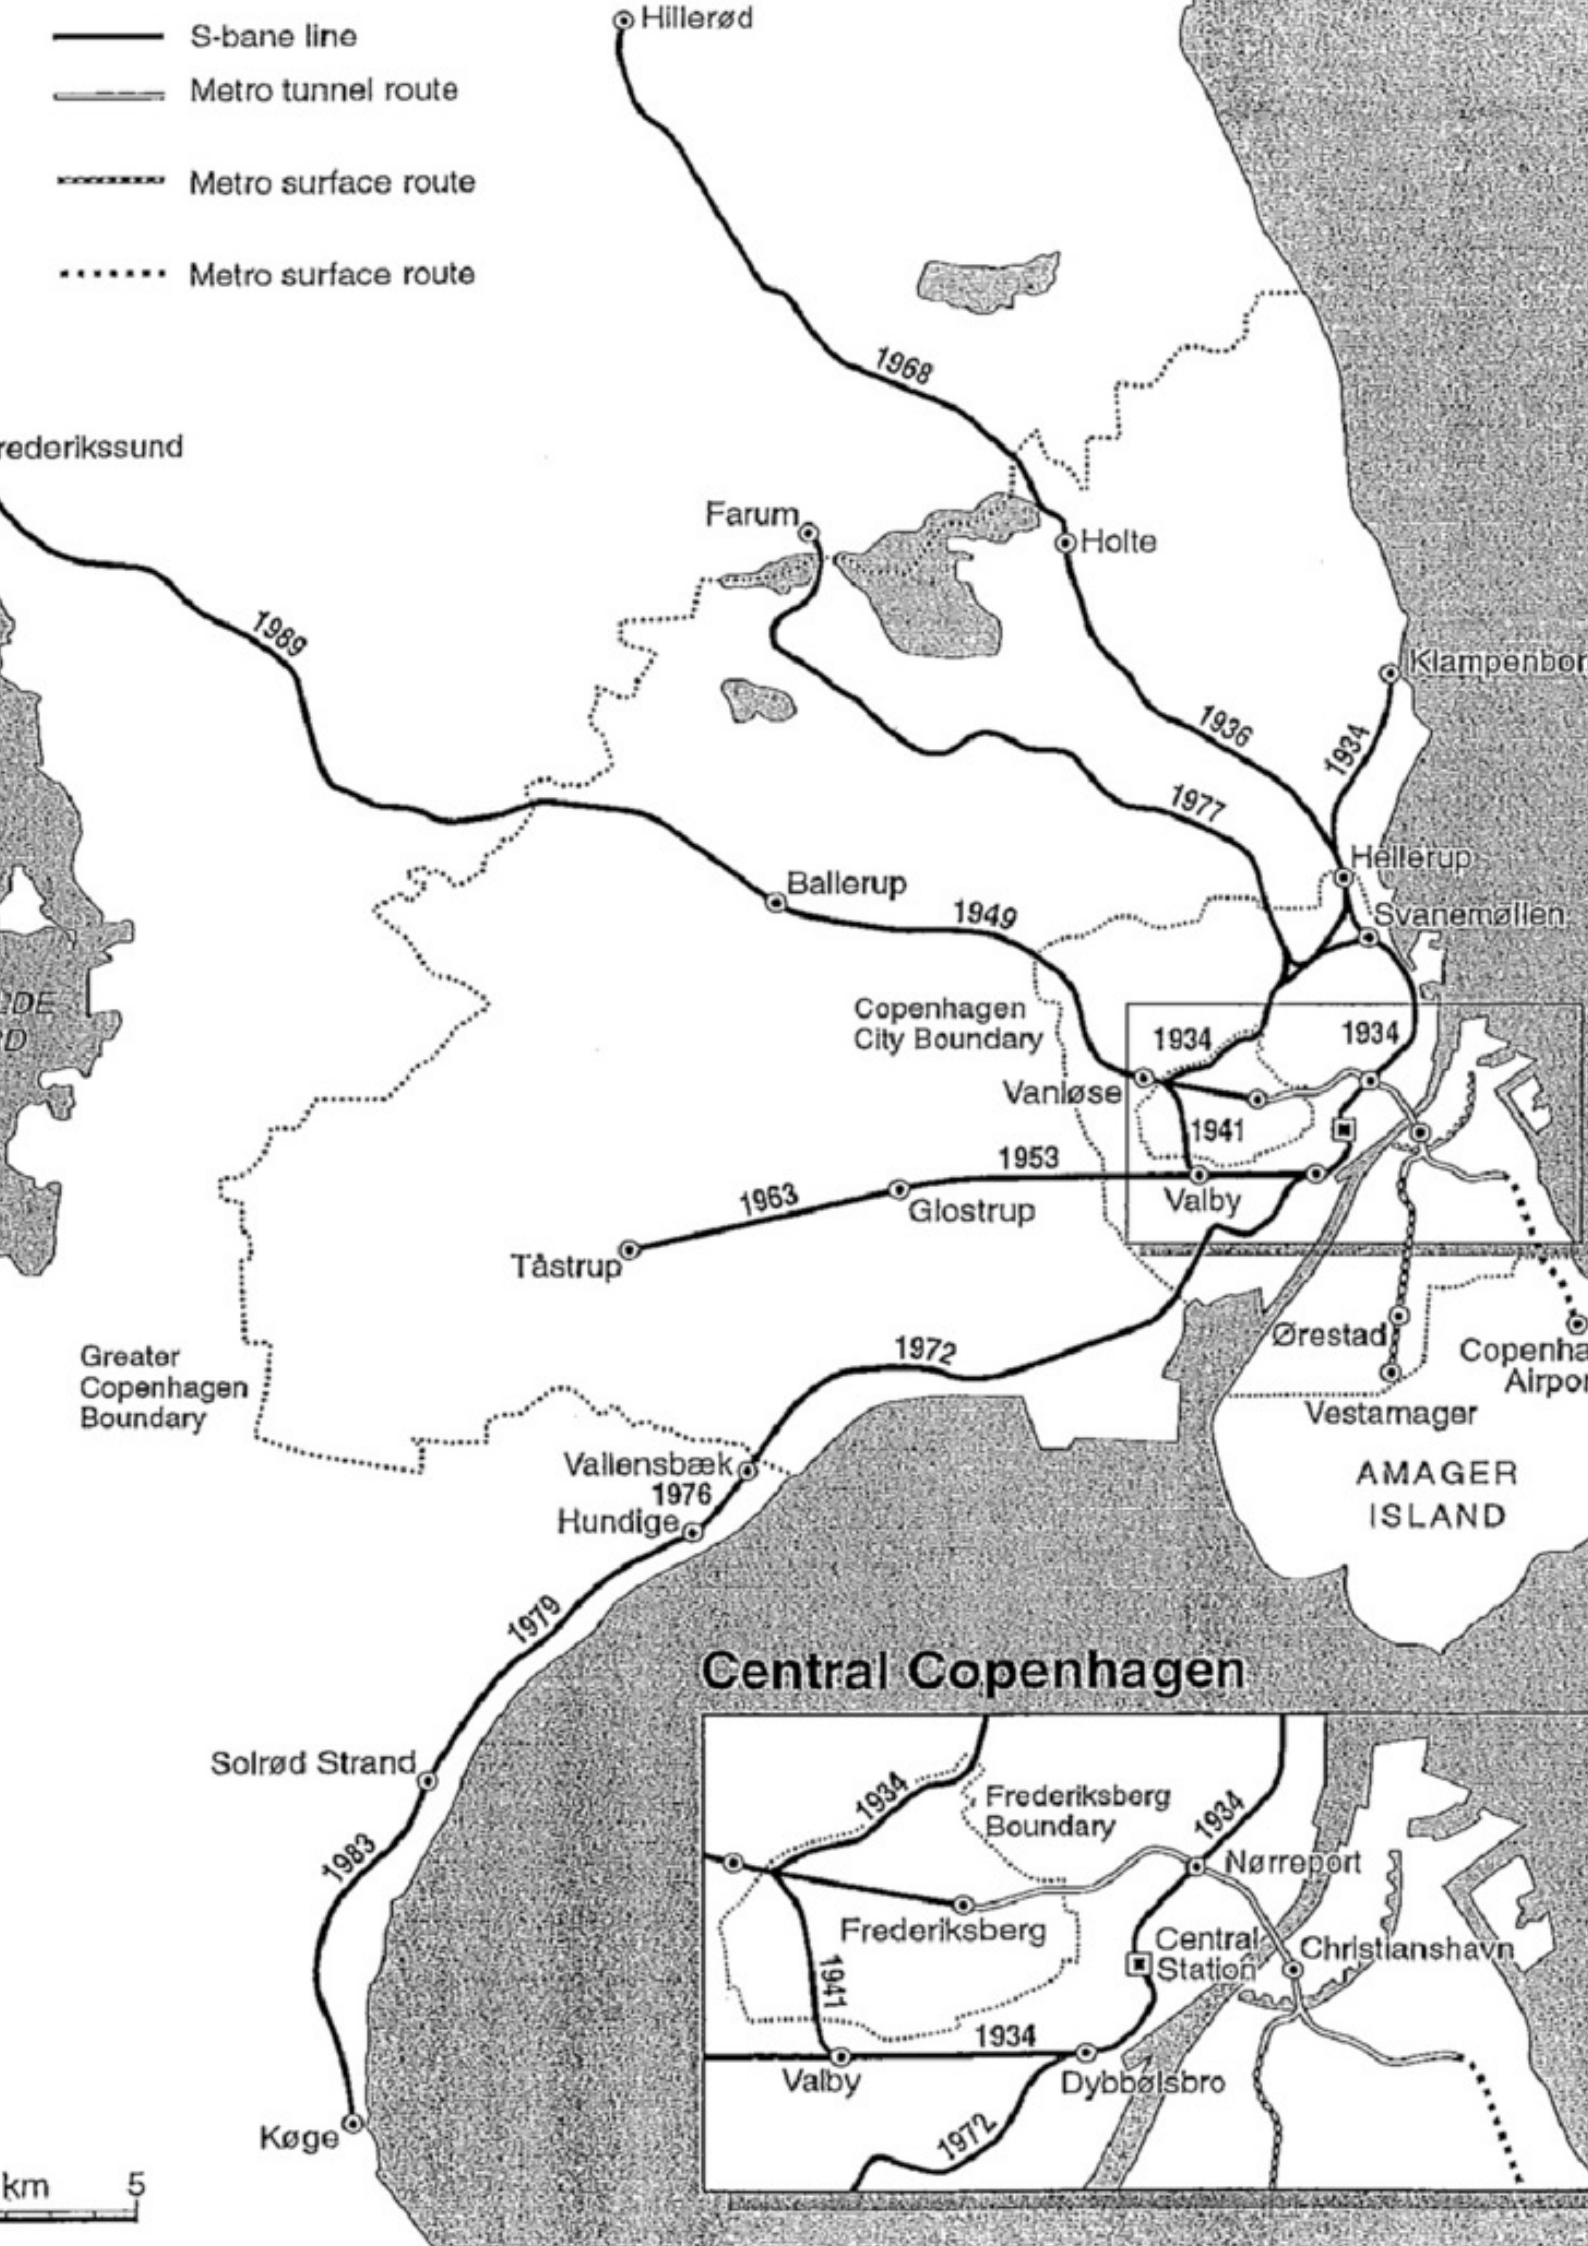 Hillerød
S-bane line
Metro tunnel route
Metro surface route
Metro surface route
1968
rederikssund
Farum
Holte
1989
Klampenbor
1936
1934
1977
Hellerup
Ballerup
1949
Svanemøllen
Copenhagen
City Boundary
1934
1934
Vanløse
1941
1953
1963
Glostrup
Valby
Tåstrup
Ørestad
Greater
Copenhagen
Boundary
1972
Copenha
Airpor
Vestamager
Vallensbæk
1976
Hundige
AMAGER
ISLAND
1979
Central Copenhagen
Solrød Strand
1983
1934
Frederiksberg
Boundary
1934
Nørreport
Frederiksberg
Central
Station
Christianshavn
1941
1934
Valby
Dybbølsbro
1972
Køge
km 5